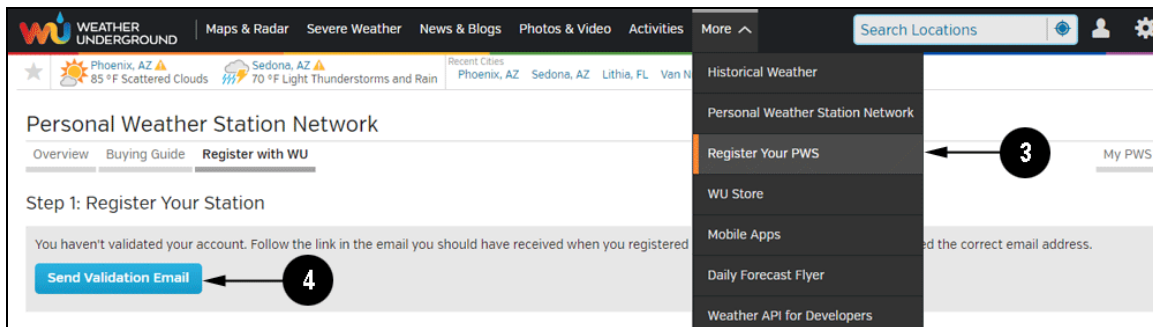 WEATHER UNDERGROUND
Maps & Radar Severe Weather News & Blogs Photos & Video Activities More
Search Locations
Phoenix, AZ
85 °F Scattered Clouds
Sedona, AZ
70 °F Light Thunderstorms and Rain
Recent Cities
Phoenix, AZ Sedona, AZ Lithia, FL Van N
Historical Weather
Personal Weather Station Network
Register Your PWS
WU Store
Mobile Apps
Daily Forecast Flyer
Weather API for Developers
3
Personal Weather Station Network
Overview Buying Guide Register with WU
My PWS
Step 1: Register Your Station
You haven't validated your account. Follow the link in the email you should have received when you registered
ed the correct email address.
Send Validation Email
4